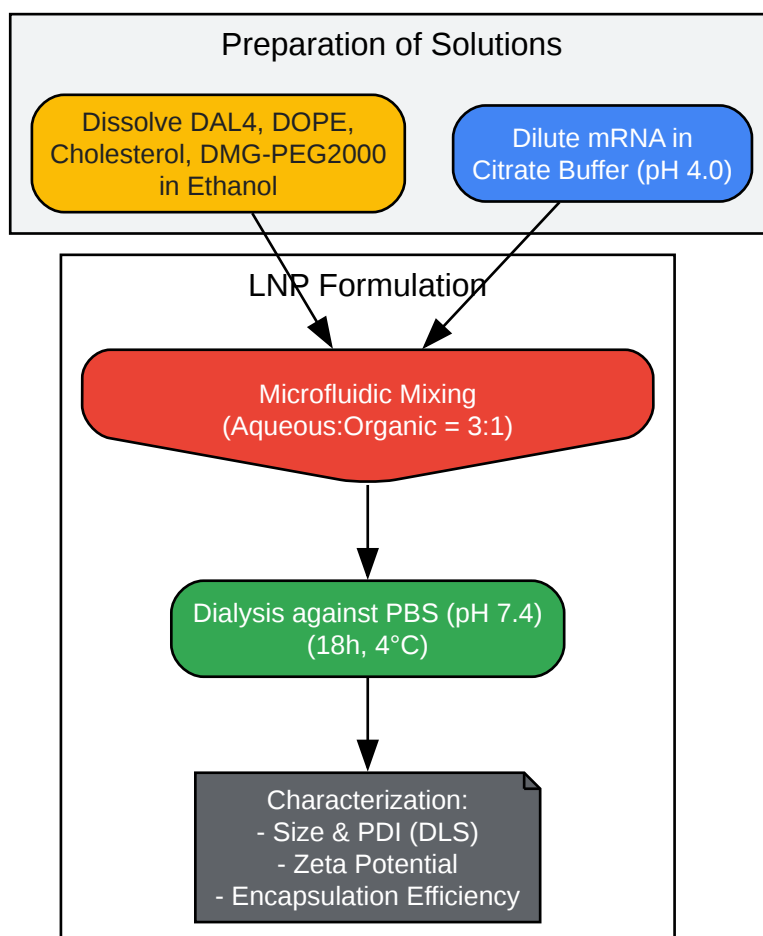 Preparation of Solutions
Dissolve DAL4, DOPE,
Cholesterol, DMG-PEG2000
in Ethanol
Dilute mRNA in
Citrate Buffer (pH 4.0)
LNP Formulation
Microfluidic Mixing
(Aqueous:Organic = 3:1)
Dialysis against PBS (pH 7.4)
(18h, 4°C)
Characterization:
- Size & PDI (DLS)
- Zeta Potential
- Encapsulation Efficiency